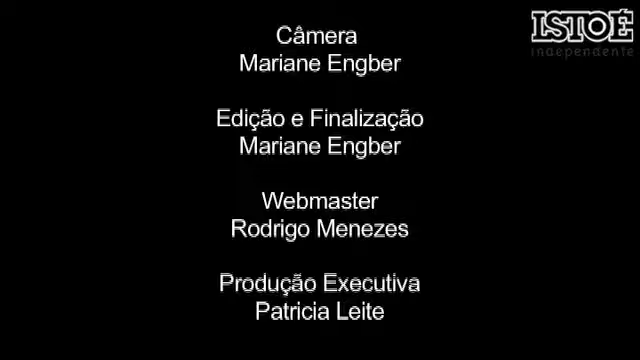 ISTOÉ
independente
Câmera
Mariane Engber
Edição e Finalização
Mariane Engber
Webmaster
Rodrigo Menezes
Produção Executiva
Patricia Leite